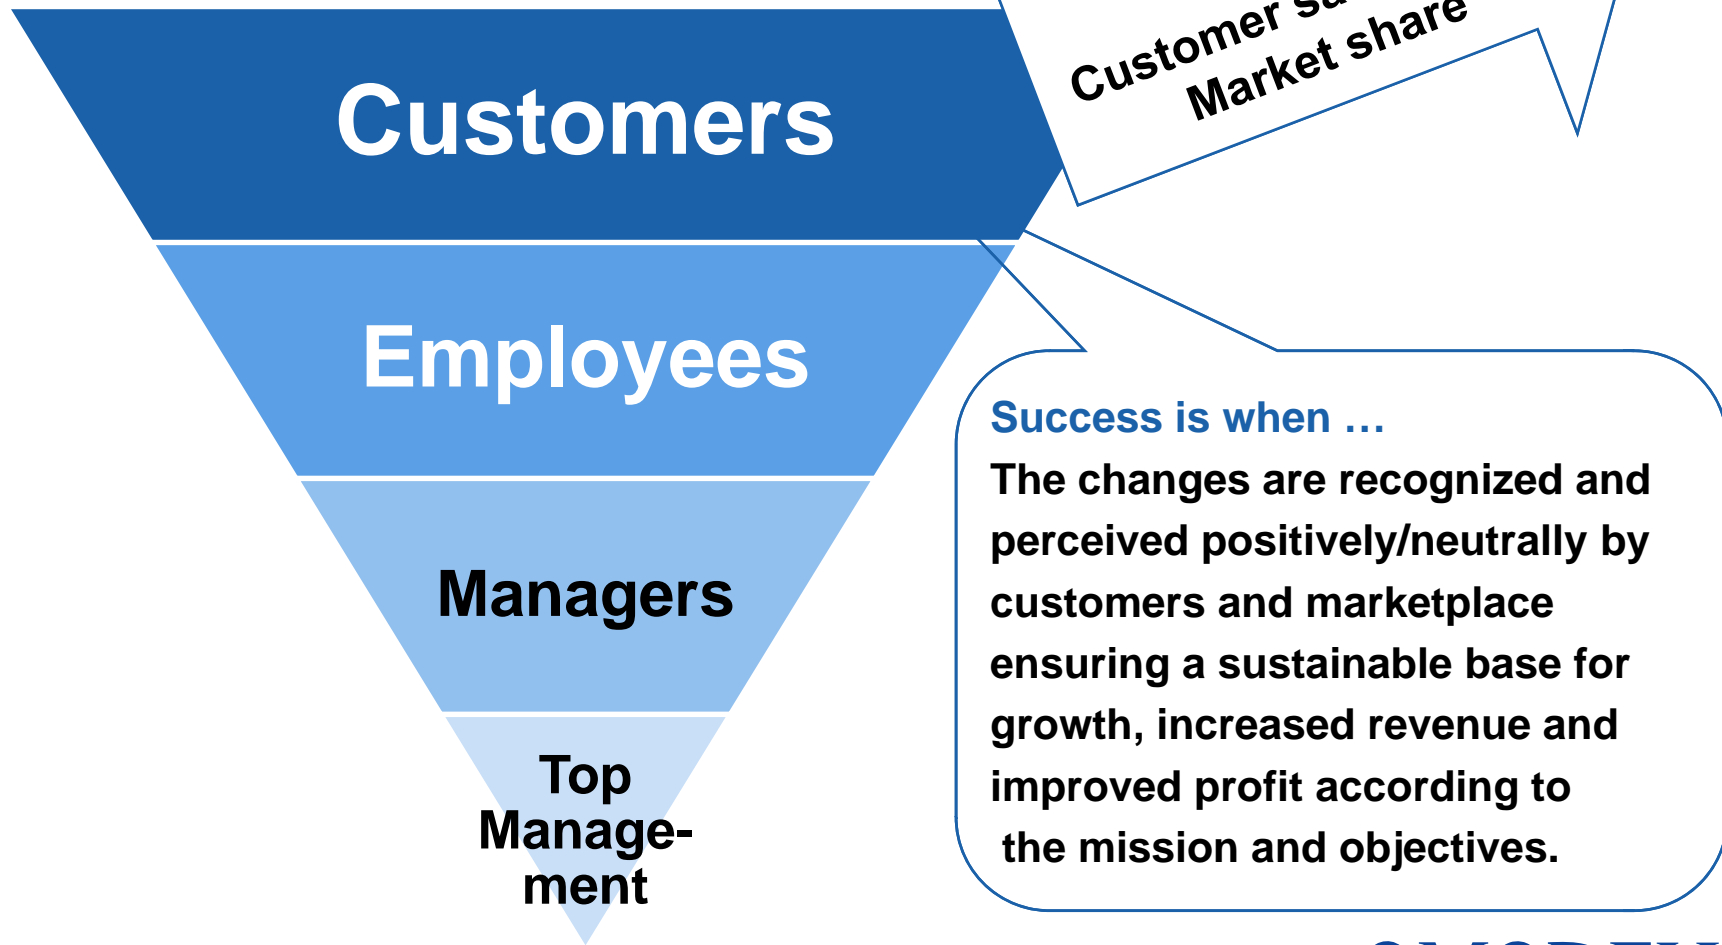 Customer
Market share
Customers
Employees
Managers
Top
Manage-
ment
Success is when …
The changes are recognized and
perceived positively/neutrally by
customers and marketplace
ensuring a sustainable base for
growth, increased revenue and
improved profit according to
the mission and objectives.